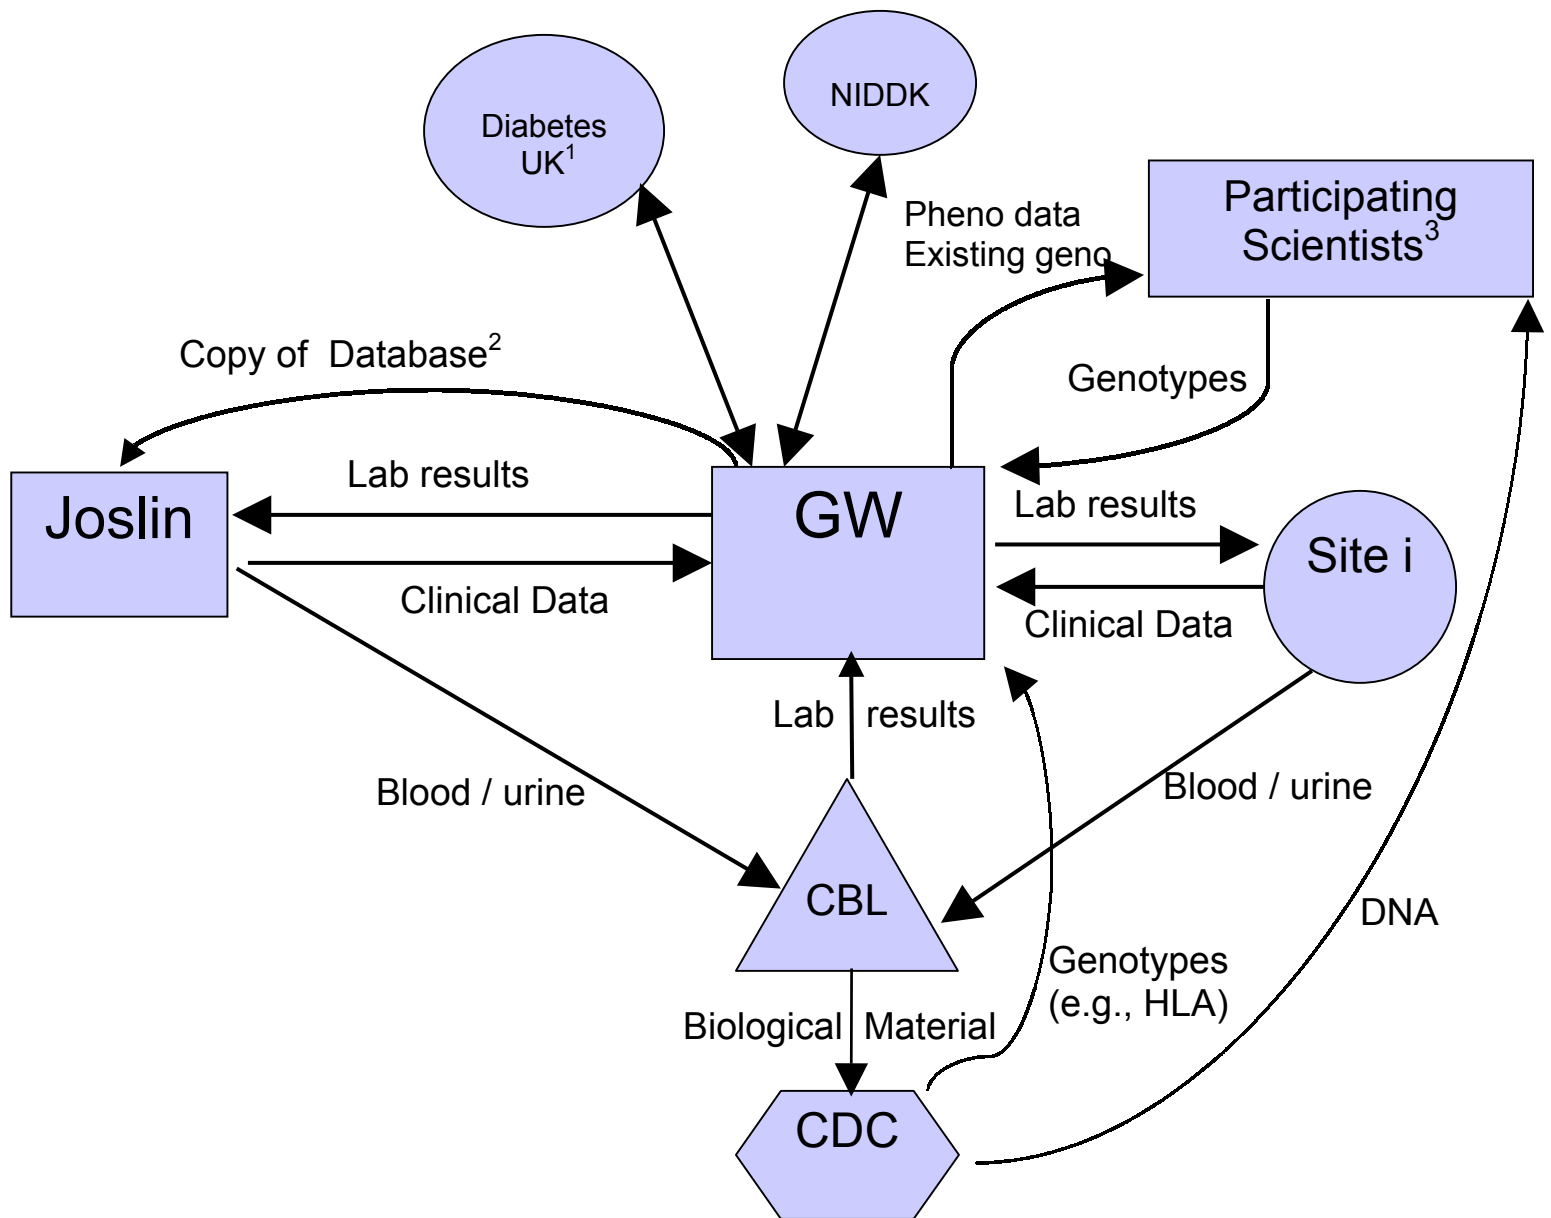 NIDDK
Diabetes
UK¹
Participating
Scientists³
Pheno data
Existing geno
Copy of Database²
Genotypes
Lab results
Joslin
GW
Lab results
Site i
Clinical Data
Clinical Data
Lab results
Blood / urine
Blood / urine
CBL
DNA
Genotypes
(e.g., HLA)
Biological Material
CDC